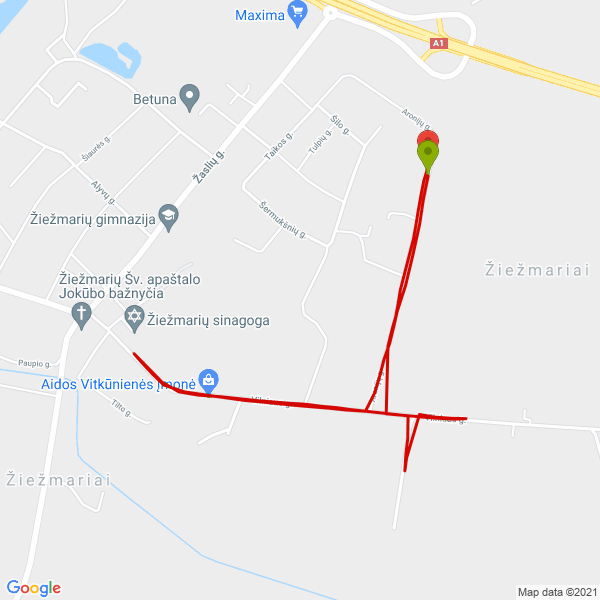 Maxima
A1
Betuna
Aronijų g.
Šilo g.
Tulpių g.
Taikos g.
Žaslių g.
Šiaurės g.
Alyvų g.
Žiežmarių gimnazija
Šermukšnių g.
Žiežmariai
Žiežmarių Šv. apaštalo
Jokūbo bažnyčia
Žiežmarių sinagoga
Paupio g.
Aidos Vitkūnienės įmonė
Tilto g.
Žiežmariai
Google
Map data ©2021